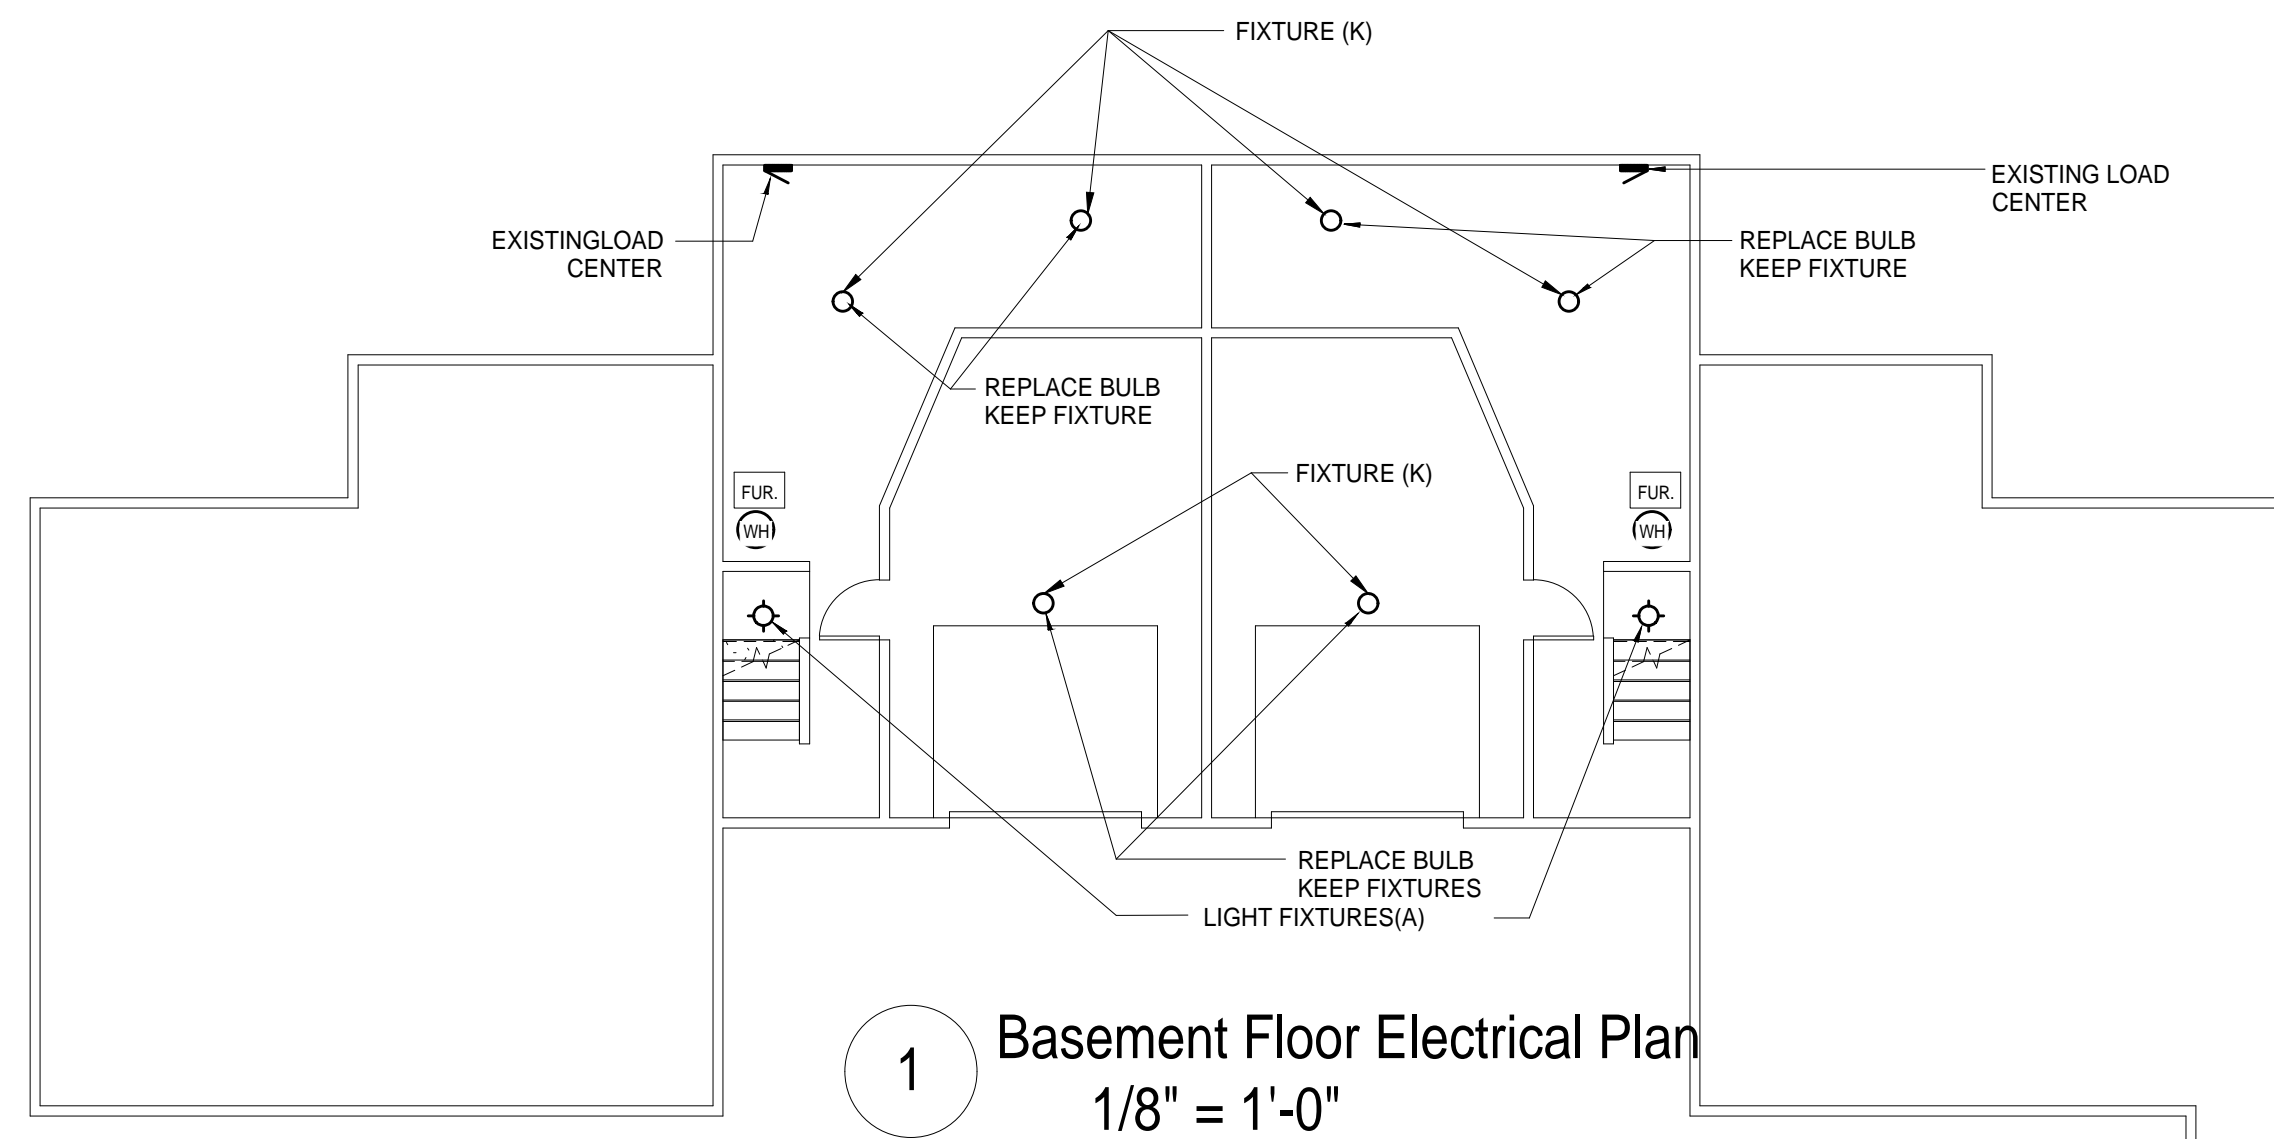 FIXTURE (K)
EXISTING LOAD
CENTER
EXISTINGLOAD
CENTER
REPLACE BULB
KEEP FIXTURE
REPLACE BULB
KEEP FIXTURE
FIXTURE (K)
FUR.
WH
FUR.
WH
REPLACE BULB
KEEP FIXTURES
LIGHT FIXTURES(A)
1
Basement Floor Electrical Plan
1/8" = 1'-0"